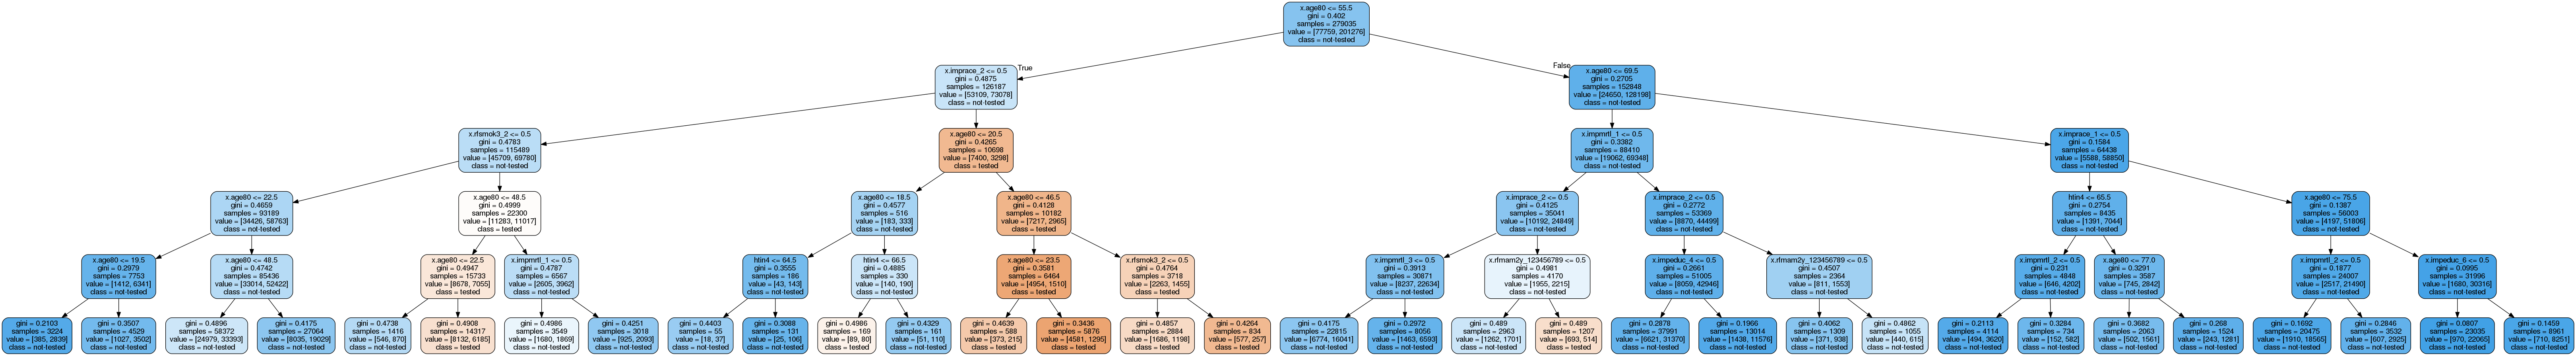 x.age80 <= 55.5
gini = 0.402
samples = 279035
value = [77759, 201276]
class = not-tested
True
False
x.imprace_2 <= 0.5
gini = 0.4875
samples = 126187
value = [53109, 73078]
class = not-tested
x.age80 <= 69.5
gini = 0.2705
samples = 152848
value = [24650, 128198]
class = not-tested
x.rfsmok3_2 <= 0.5
gini = 0.4783
samples = 115489
value = [45709, 69780]
class = not-tested
x.age80 <= 20.5
gini = 0.4265
samples = 10698
value = [7400, 3298]
class = tested
x.impmrtl_1 <= 0.5
gini = 0.3382
samples = 88410
value = [19062, 69348]
class = not-tested
x.imprace_1 <= 0.5
gini = 0.1584
samples = 64438
value = [5588, 58850]
class = not-tested
x.age80 <= 22.5
gini = 0.4659
samples = 93189
value = [34426, 58763]
class = not-tested
x.age80 <= 48.5
gini = 0.4999
samples = 22300
value = [11283, 11017]
class = tested
x.age80 <= 18.5
gini = 0.4577
samples = 516
value = [183, 333]
class = not-tested
x.age80 <= 46.5
gini = 0.4128
samples = 10182
value = [7217, 2965]
class = tested
x.imprace_2 <= 0.5
gini = 0.4125
samples = 35041
value = [10192, 24849]
class = not-tested
x.imprace_2 <= 0.5
gini = 0.2772
samples = 53369
value = [8870, 44499]
class = not-tested
htin4 <= 65.5
gini = 0.2754
samples = 8435
value = [1391, 7044]
class = not-tested
x.age80 <= 75.5
gini = 0.1387
samples = 56003
value = [4197, 51806]
class = not-tested
x.age80 <= 19.5
gini = 0.2979
samples = 7753
value = [1412, 6341]
class = not-tested
x.age80 <= 48.5
gini = 0.4742
samples = 85436
value = [33014, 52422]
class = not-tested
x.age80 <= 22.5
gini = 0.4947
samples = 15733
value = [8678, 7055]
class = tested
x.impmrtl_1 <= 0.5
gini = 0.4787
samples = 6567
value = [2605, 3962]
class = not-tested
htin4 <= 64.5
gini = 0.3555
samples = 186
value = [43, 143]
class = not-tested
htin4 <= 66.5
gini = 0.4885
samples = 330
value = [140, 190]
class = not-tested
x.age80 <= 23.5
gini = 0.3581
samples = 6464
value = [4954, 1510]
class = tested
x.rfsmok3_2 <= 0.5
gini = 0.4764
samples = 3718
value = [2263, 1455]
class = tested
x.impmrtl_3 <= 0.5
gini = 0.3913
samples = 30871
value = [8237, 22634]
class = not-tested
x.rfmam2y_123456789 <= 0.5
gini = 0.4981
samples = 4170
value = [1955, 2215]
class = not-tested
x.impeduc_4 <= 0.5
gini = 0.2661
samples = 51005
value = [8059, 42946]
class = not-tested
x.rfmam2y_123456789 <= 0.5
gini = 0.4507
samples = 2364
value = [811, 1553]
class = not-tested
x.impmrtl_2 <= 0.5
gini = 0.231
samples = 4848
value = [646, 4202]
class = not-tested
x.age80 <= 77.0
gini = 0.3291
samples = 3587
value = [745, 2842]
class = not-tested
x.impmrtl_2 <= 0.5
gini = 0.1877
samples = 24007
value = [2517, 21490]
class = not-tested
x.impeduc_6 <= 0.5
gini = 0.0995
samples = 31996
value = [1680, 30316]
class = not-tested
gini = 0.2103
samples = 3224
value = [385, 2839]
class = not-tested
gini = 0.3507
samples = 4529
value = [1027, 3502]
class = not-tested
gini = 0.4896
samples = 58372
value = [24979, 33393]
class = not-tested
gini = 0.4175
samples = 27064
value = [8035, 19029]
class = not-tested
gini = 0.4738
samples = 1416
value = [546, 870]
class = not-tested
gini = 0.4908
samples = 14317
value = [8132, 6185]
class = tested
gini = 0.4986
samples = 3549
value = [1680, 1869]
class = not-tested
gini = 0.4251
samples = 3018
value = [925, 2093]
class = not-tested
gini = 0.4403
samples = 55
value = [18, 37]
class = not-tested
gini = 0.3088
samples = 131
value = [25, 106]
class = not-tested
gini = 0.4986
samples = 169
value = [89, 80]
class = tested
gini = 0.4329
samples = 161
value = [51, 110]
class = not-tested
gini = 0.4639
samples = 588
value = [373, 215]
class = tested
gini = 0.3436
samples = 5876
value = [4581, 1295]
class = tested
gini = 0.4857
samples = 2884
value = [1686, 1198]
class = tested
gini = 0.4264
samples = 834
value = [577, 257]
class = tested
gini = 0.4175
samples = 22815
value = [6774, 16041]
class = not-tested
gini = 0.2972
samples = 8056
value = [1463, 6593]
class = not-tested
gini = 0.489
samples = 2963
value = [1262, 1701]
class = not-tested
gini = 0.489
samples = 1207
value = [693, 514]
class = tested
gini = 0.2878
samples = 37991
value = [6621, 31370]
class = not-tested
gini = 0.1966
samples = 13014
value = [1438, 11576]
class = not-tested
gini = 0.4062
samples = 1309
value = [371, 938]
class = not-tested
gini = 0.4862
samples = 1055
value = [440, 615]
class = not-tested
gini = 0.2113
samples = 4114
value = [494, 3620]
class = not-tested
gini = 0.3284
samples = 734
value = [152, 582]
class = not-tested
gini = 0.3682
samples = 2063
value = [502, 1561]
class = not-tested
gini = 0.268
samples = 1524
value = [243, 1281]
class = not-tested
gini = 0.1692
samples = 20475
value = [1910, 18565]
class = not-tested
gini = 0.2846
samples = 3532
value = [607, 2925]
class = not-tested
gini = 0.0807
samples = 23035
value = [970, 22065]
class = not-tested
gini = 0.1459
samples = 8961
value = [710, 8251]
class = not-tested